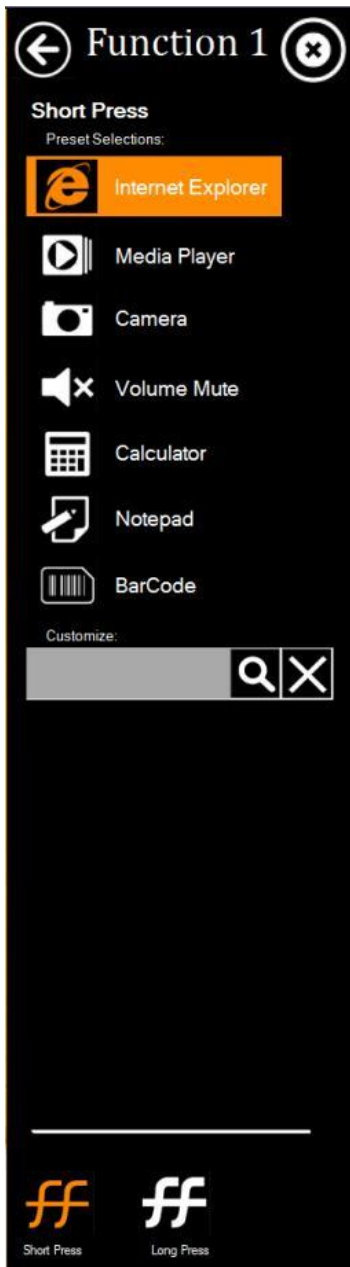 Function 1
Short Press
Preset Selections:
Internet Explorer
Media Player
Camera
Volume Mute
Calculator
Notepad
BarCode
Customize:
Short Press Long Press